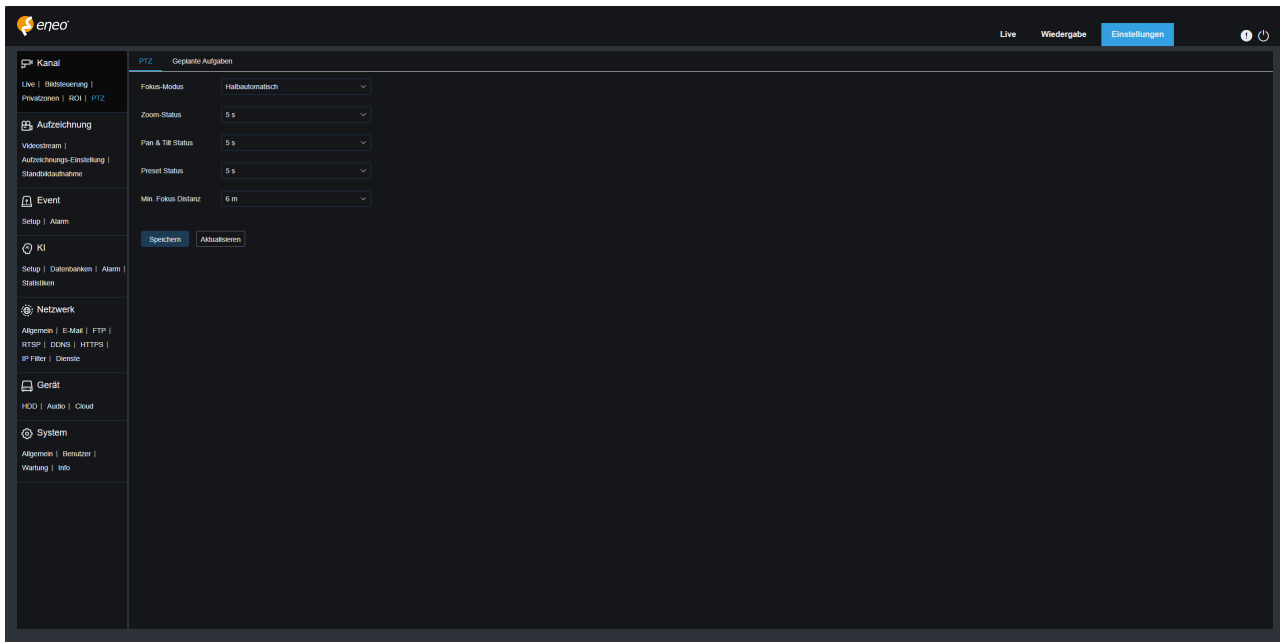 eneo
Live Wiedergabe Einstellungen
Kanal
Live | Bildsteuerung |
Privatzonen | ROI | PTZ
Aufzeichnung
Videostream |
Aufzeichnungs-Einstellung |
Standbildaufnahme
Event
Setup | Alarm
KI
Setup | Datenbanken | Alarm |
Statistiken
Netzwerk
Allgemein | E-Mail | FTP |
RTSP | DDNS | HTTPS |
IP Filter | Dienste
Gerät
HDD | Audio | Cloud
System
Allgemein | Benutzer |
Wartung | Info
PTZ Geplante Aufgaben
Fokus-Modus Halbautomatisch
Zoom-Status 5 s
Pan & Tilt Status 5 s
Preset Status 5 s
Min. Fokus Distanz 6 m
Speichern Aktualisieren